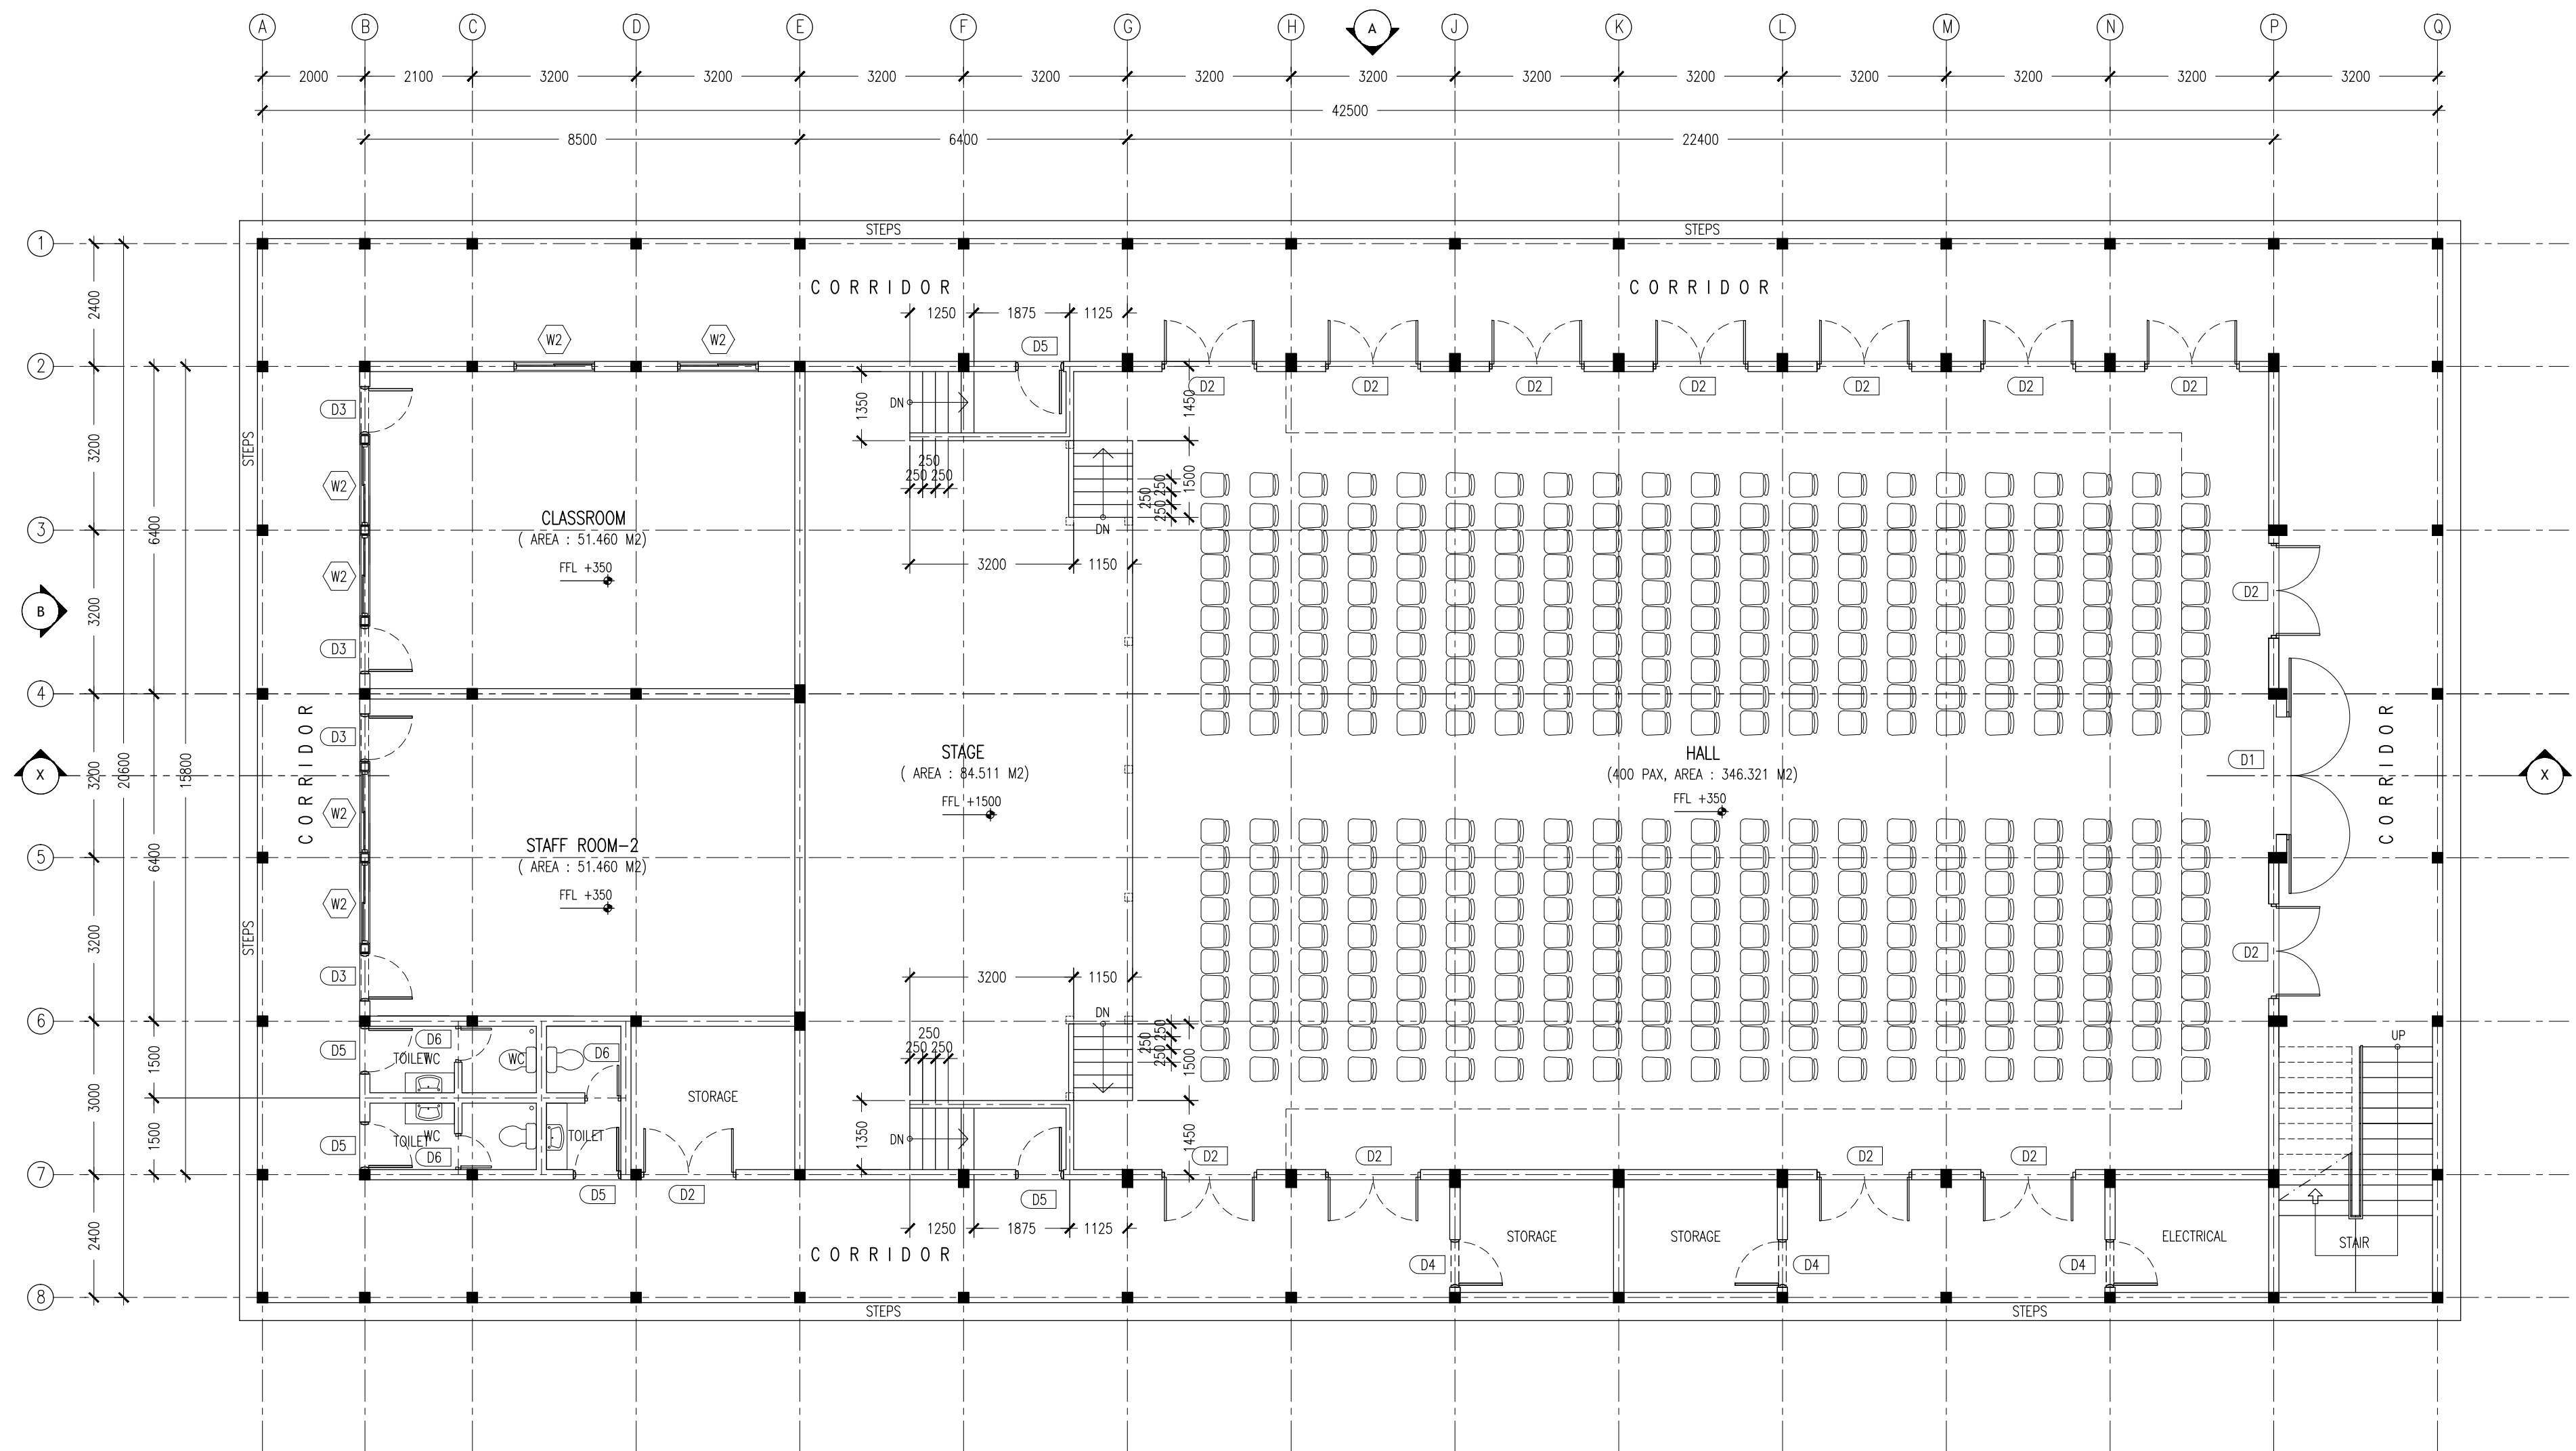 A B C D E F G H A J K L M N P Q
2000 2100 3200 3200 3200 3200 3200 3200 3200 3200 3200 3200 3200
42500
8500 6400 22400
STEPS STEPS
1
CORRIDOR CORRIDOR
2400
1250 1875 1125
W2 W2 D5
2
D2 D2 D2 D2 D2 D2 D2
D3 DN 1350 1450
3200 STEPS
250
250 250
W2
250 1500
250
250
CLASSROOM
3
DN
( AREA : 51.460 M2)
6400
FFL +350
3200 1150
W2
D2
B 3200
D3
4
CORRIDOR CORRIDOR
D3
STAGE HALL
D1
( AREA : 84.511 M2) (400 PAX, AREA : 346.321 M2)
X 3200 20600 15800 X
FFL +1500 FFL +350
W2
STAFF ROOM-2
5
6400
( AREA : 51.460 M2)
FFL +350
W2
3200 STEPS
D2
D3
3200 1150
DN
6
250
250 250
250
250
250
1500
UP
D5 TOILET WC D6 WC D6
1500
3000
STORAGE
1500
D5 TOILET WC D6 TOILET
DN 1350 1450
D2 D2 D2 D2
7
D5 D2 D5
1250 1875 1125
2400
STORAGE STORAGE ELECTRICAL
STAIR
CORRIDOR
D4 D4 D4
8
STEPS STEPS